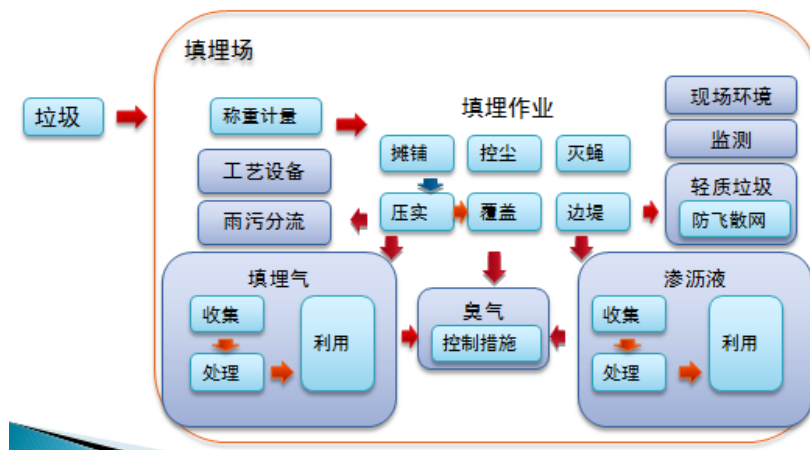 填埋场
垃圾
称重计量
填埋作业
现场环境
监测
工艺设备
摊铺
控尘
灭蝇
轻质垃圾
防飞散网
雨污分流
压实
覆盖
边堤
填埋气
收集
处理
利用
臭气
控制措施
渗沥液
收集
处理
利用